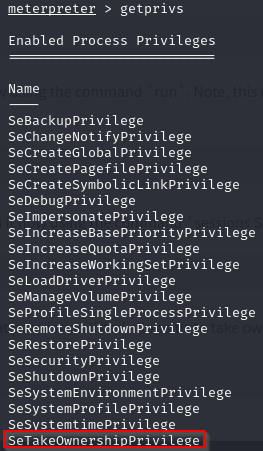 meterpreter > getprivs
Enabled Process Privileges
==========================
Name
----
SeBackupPrivilege
SeChangeNotifyPrivilege
SeCreateGlobalPrivilege
SeCreatePagefilePrivilege
SeCreateSymbolicLinkPrivilege
SeDebugPrivilege
SeImpersonatePrivilege
SeIncreaseBasePriorityPrivilege
SeIncreaseQuotaPrivilege
SeIncreaseWorkingSetPrivilege
SeLoadDriverPrivilege
SeManageVolumePrivilege
SeProfileSingleProcessPrivilege
SeRemoteShutdownPrivilege
SeRestorePrivilege
SeSecurityPrivilege
SeShutdownPrivilege
SeSystemEnvironmentPrivilege
SeSystemProfilePrivilege
SeSystemtimePrivilege
SeTakeOwnershipPrivilege